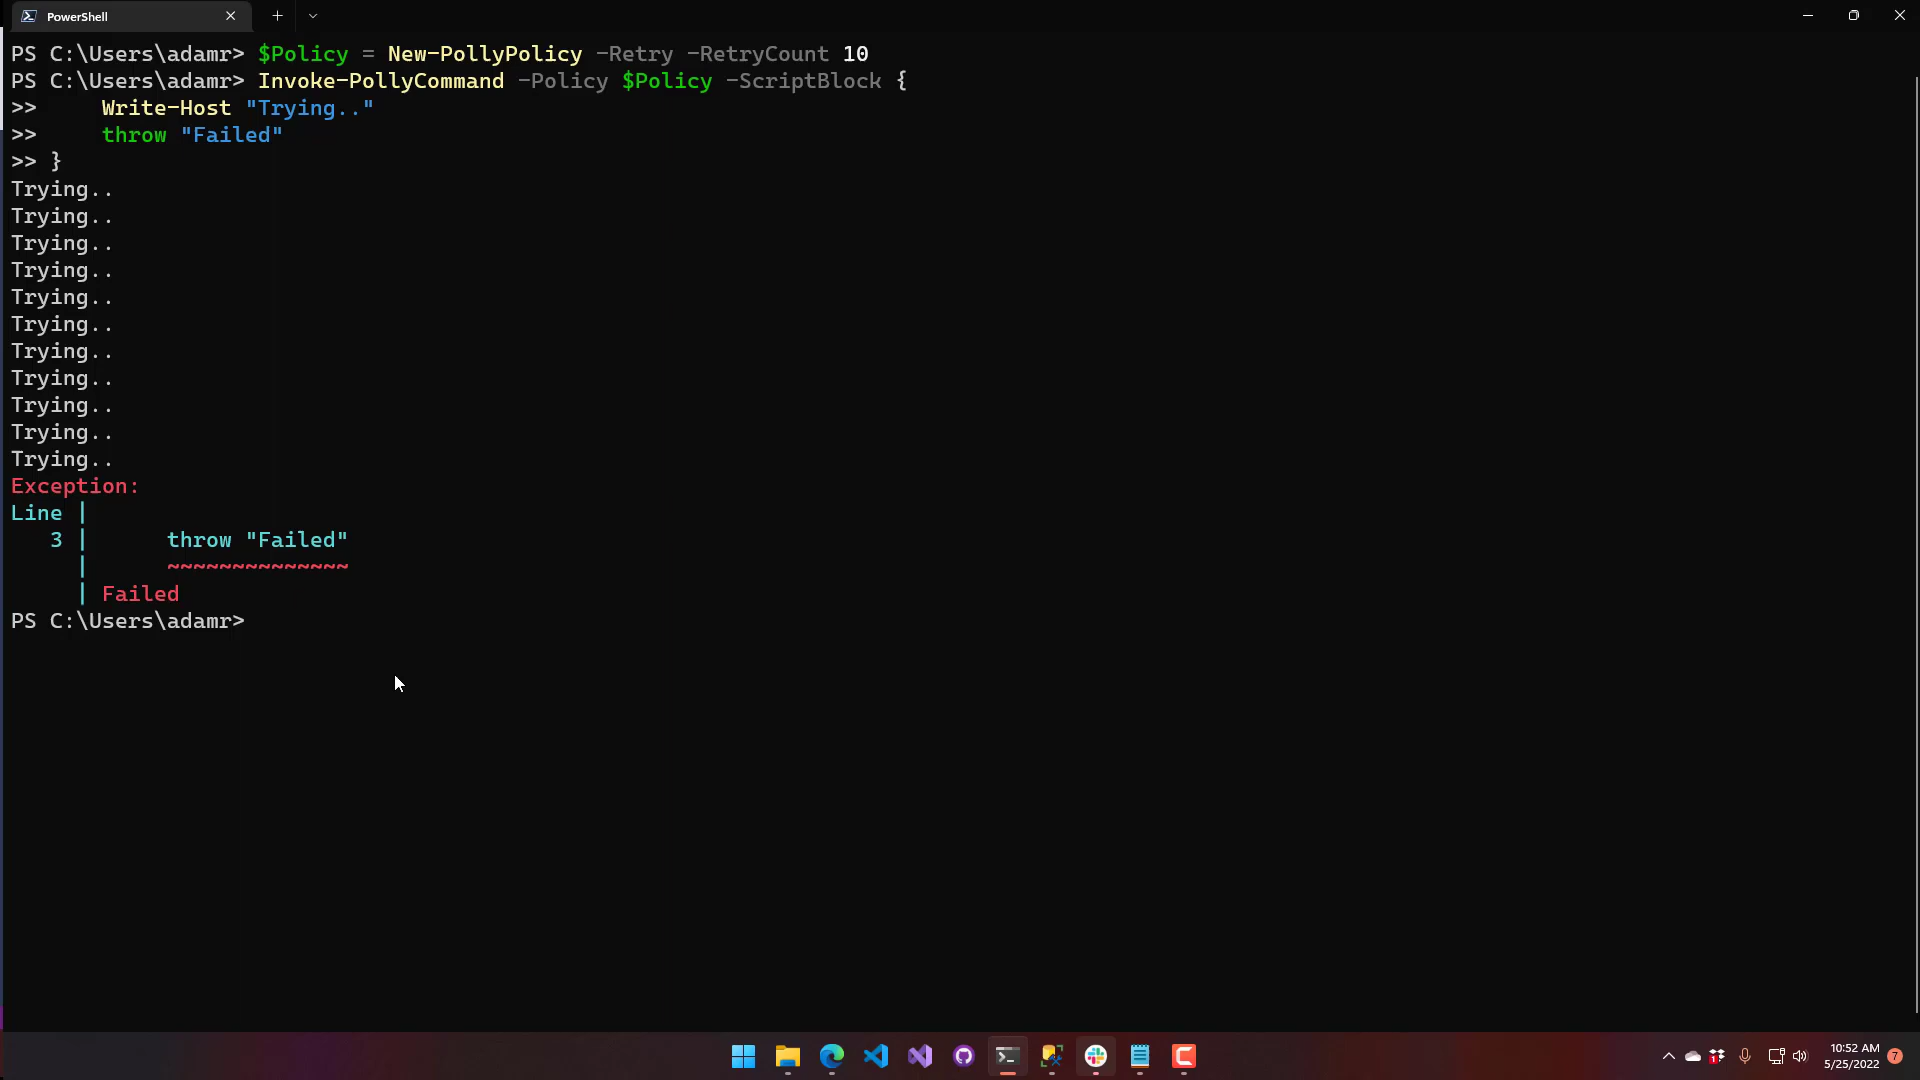 PowerShell
PS C:\Users\adamr> $Policy = New-PollyPolicy -Retry -RetryCount 10
PS C:\Users\adamr> Invoke-PollyCommand -Policy $Policy -ScriptBlock {
>>     Write-Host "Trying.."
>>     throw "Failed"
>> }
Trying..
Trying..
Trying..
Trying..
Trying..
Trying..
Trying..
Trying..
Trying..
Trying..
Trying..
Exception:
Line |
   3 |      throw "Failed"
     |      ~~~~~~~~~~~~~~
     | Failed
PS C:\Users\adamr>
10:52 AM
5/25/2022
7
1